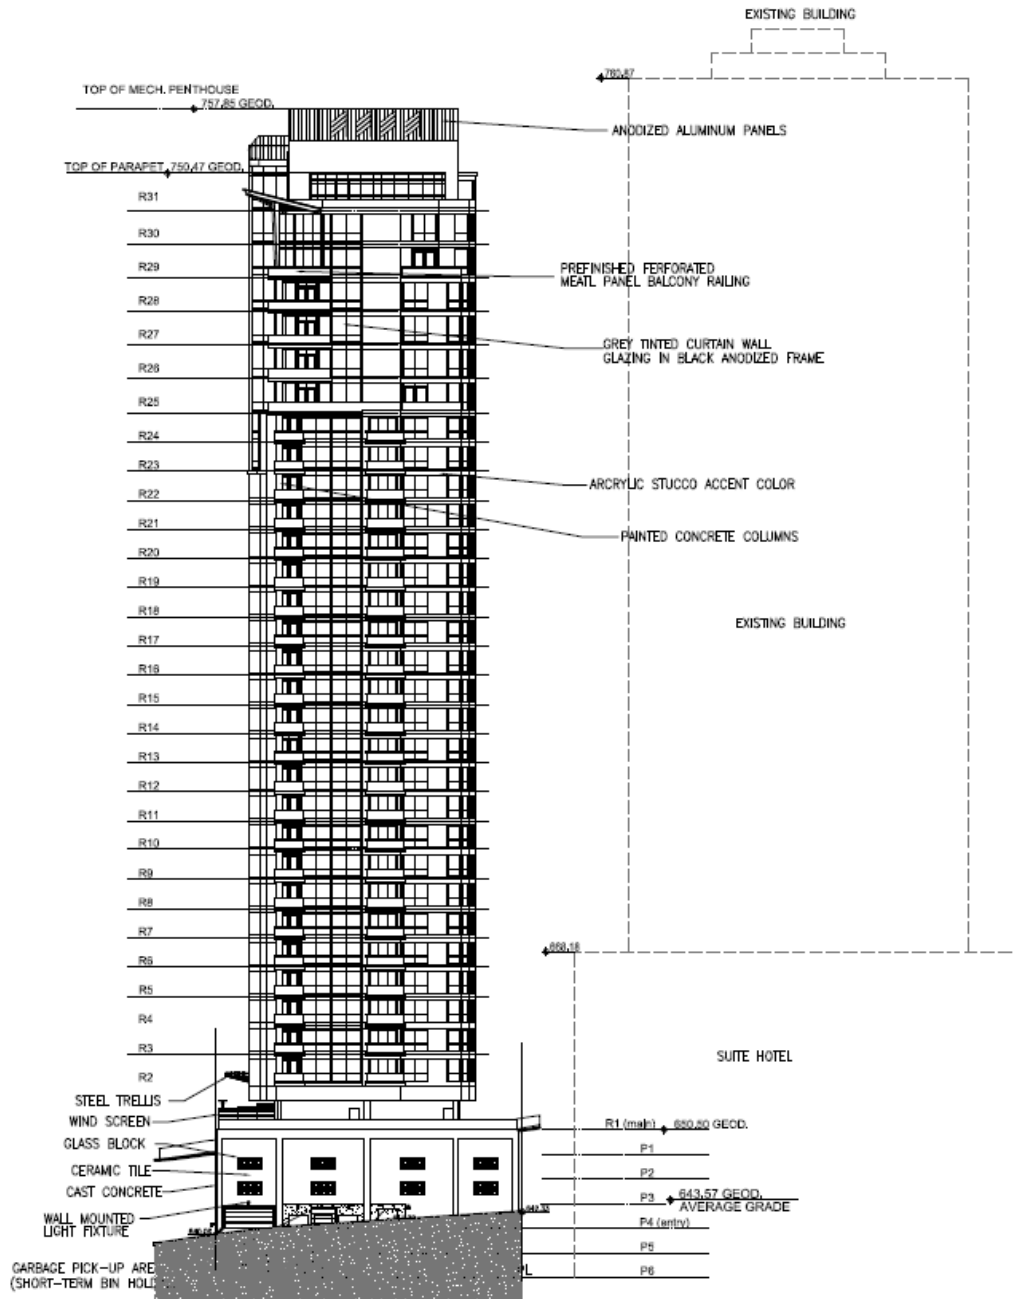 EXISTING BUILDING
760.87
TOP OF MECH. PENTHOUSE
757.85 GEOD.
ANODIZED ALUMINUM PANELS
TOP OF PARAPET 750.47 GEOD.
R31
R30
R29
PREFINISHED FERFORATED
MEATL PANEL BALCONY RAILING
R28
R27
GREY TINTED CURTAIN WALL
GLAZING IN BLACK ANODIZED FRAME
R26
R25
R24
R23
ARCRYLIC STUCCO ACCENT COLOR
R22
R21
PAINTED CONCRETE COLUMNS
R20
R19
R18
EXISTING BUILDING
R17
R16
R15
R14
R13
R12
R11
R10
R9
R8
R7
668.18
R6
R5
R4
R3
SUITE HOTEL
R2
STEEL TRELLIS
WIND SCREEN
R1 (main) 650.50 GEOD.
GLASS BLOCK
P1
CERAMIC TILE
P2
CAST CONCRETE
P3
643.57 GEOD.
AVERAGE GRADE
WALL MOUNTED
LIGHT FIXTURE
P4 (entry)
P5
GARBAGE PICK-UP ARE
(SHORT-TERM BIN HOLD
PL
P6